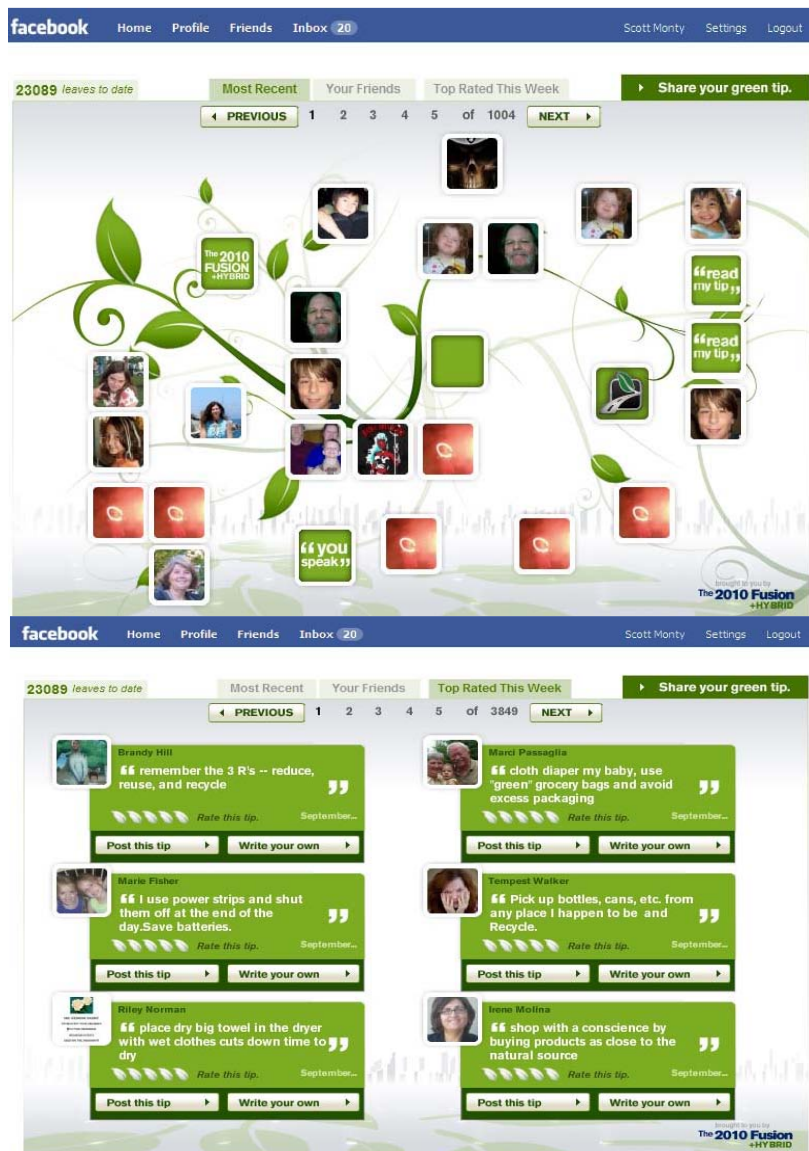 facebook Home Profile Friends Inbox 20 Scott Monty Settings Logout
23089 leaves to date Most Recent Your Friends Top Rated This Week Share your green tip.
PREVIOUS 1 2 3 4 5 of 1004 NEXT
The 2010
FUSION
+HYBRID
“read
my tip„
“read
my tip„
“you
speak”
brought to you by
The 2010 Fusion
+HYBRID
facebook Home Profile Friends Inbox 20 Scott Monty Settings Logout
23089 leaves to date Most Recent Your Friends Top Rated This Week Share your green tip.
PREVIOUS 1 2 3 4 5 of 3849 NEXT
Brandy Hill
“ remember the 3 R's -- reduce,
reuse, and recycle ”
Rate this tip. September...
Post this tip Write your own
Marci Passaglia
“ cloth diaper my baby, use
"green" grocery bags and avoid
excess packaging ”
Rate this tip. September...
Post this tip Write your own
Marie Fisher
“ I use power strips and shut
them off at the end of the
day.Save batteries. ”
Rate this tip. September...
Post this tip Write your own
Tempest Walker
“ Pick up bottles, cans, etc. from
any place I happen to be and
Recycle. ”
Rate this tip. September...
Post this tip Write your own
Riley Norman
“ place dry big towel in the dryer
with wet clothes cuts down time to
dry ”
Rate this tip. September...
Post this tip Write your own
Irene Molina
“ shop with a conscience by
buying products as close to the
natural source ”
Rate this tip. September...
Post this tip Write your own
brought to you by
The 2010 Fusion
+HYBRID